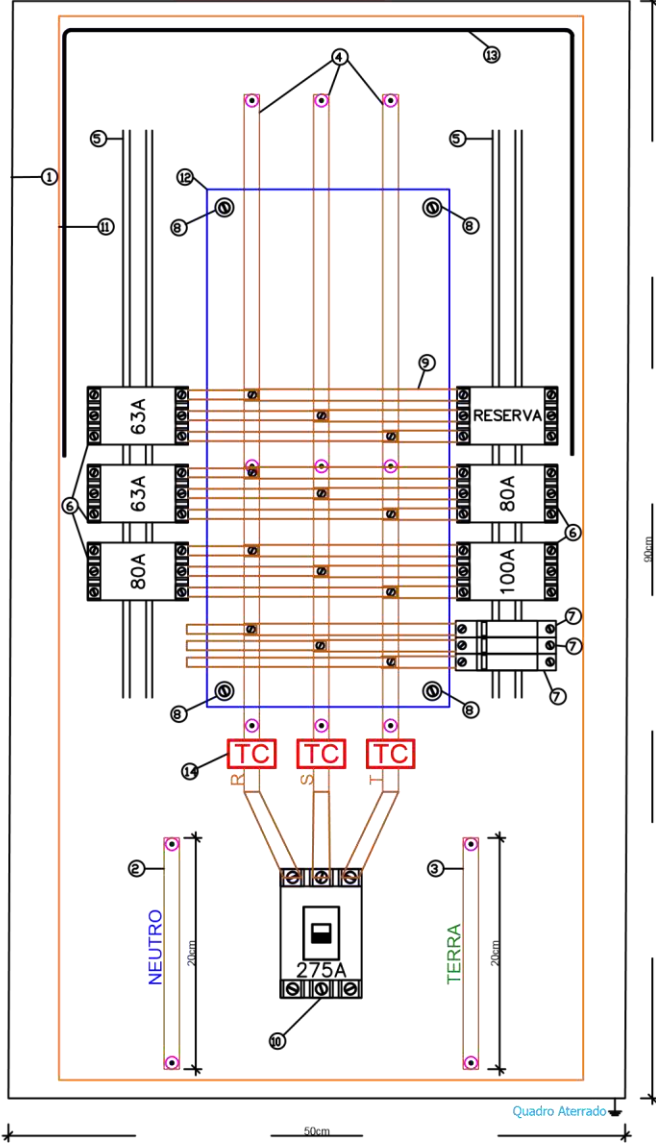 13
4
5
5
1
12
8
8
11
9
63A
RESERVA
6
63A
80A
6
90cm
80A
100A
7
7
7
8
8
TC
TC
TC
14
R
S
T
2
3
NEUTRO
20cm
275A
TERRA
20cm
10
Quadro Aterrado
50cm